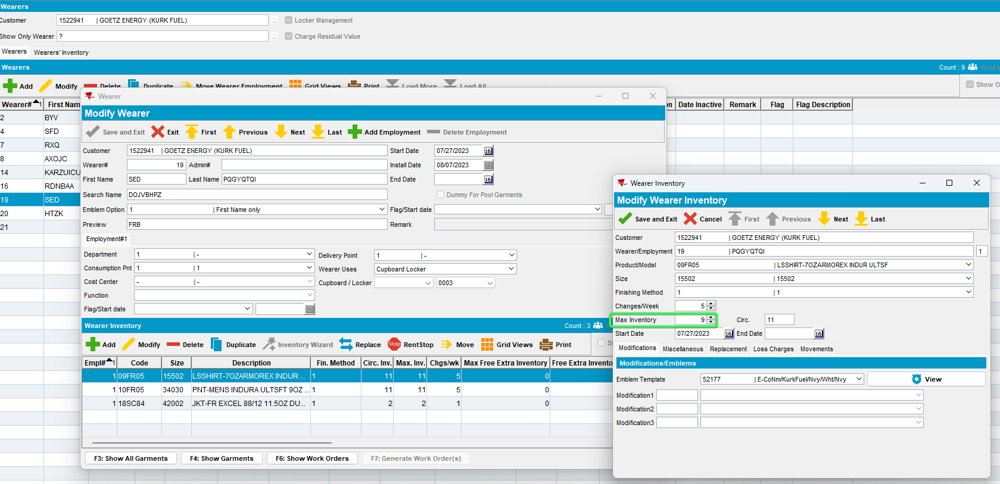 Wearers
Customer 1522941 | GOETZ ENERGY (KURK FUEL) ... Locker Management
Show Only Wearer ? ... Charge Residual Value
Wearers Wearers' Inventory
Wearers Count : 9
Add Modify Delete Duplicate Move Wearer Employment Grid Views Print Load More Load All Show O
Wearer# 1 First Nam on Date Inactive Remark Flag Flag Description
2 BYV
4 SFD
7 RXQ
8 AXOJC
14 KARZUICU
16 RDNBAA
19 SED
20 HTZK
21
Wearer
Modify Wearer
Save and Exit Exit First Previous Next Last Add Employment Delete Employment
Customer 1522941 | GOETZ ENERGY (KURK FUEL) Start Date 07/27/2023 16
Wearer# 19 Admin# Install Date 08/07/2023 16
First Name SED Last Name PQGYQTQI End Date 16
Search Name DOJVBHPZ Dummy For Pool Garments
Emblem Option 1 | First Name only Flag/Start date
Preview FRB Remark
Employment#1
Department 1 | - Delivery Point 1 | -
Consumption Pnt 1 | 1 Wearer Uses Cupboard Locker
Cost Center - | - Cupboard / Locker 0003
Function
Flag/Start date 16
Wearer Inventory Count : 3
Add Modify Delete Duplicate Inventory Wizard Replace Stop RentStop Move Grid Views Print
Empl# 1 Code Size Description Fin. Method Circ. Inv. Max. Inv. Chgs/wk Max Free Extra Inventory Free Extra Invento
1 09FR05 15502 LSSHIRT-7OZARMOREX INDUR ... 1 11 11 5 0
1 10FR05 34030 PNT-MENS INDURA ULTSFT 9OZ ... 1 11 11 5 0
1 18SC84 42002 JKT-FR EXCEL 88/12 11.5OZ DU... 1 2 2 1 0
F3: Show All Garments F4: Show Garments F6: Show Work Orders F7: Generate Work Order(s)
Wearer Inventory
Modify Wearer Inventory
Save and Exit Cancel First Previous Next Last
Customer 1522941 | GOETZ ENERGY (KURK FUEL)
Wearer/Employment 19 | PQGYQTQI 1
Product/Model 09FR05 | LSSHIRT-7OZARMOREX INDUR ULTSF
Size 15502 | 15502
Finishing Method 1 | 1
Changes/Week 5
Max Inventory 9 Circ. 11
Start Date 07/27/2023 16 End Date 16
Modifications Miscellaneous Replacement Loss Charges Movements
Modifications/Emblems
Emblem Template 52177 | E-CoNm/KurkFuel/Nvy/Wht/Nvy View
Modification1
Modification2
Modification3